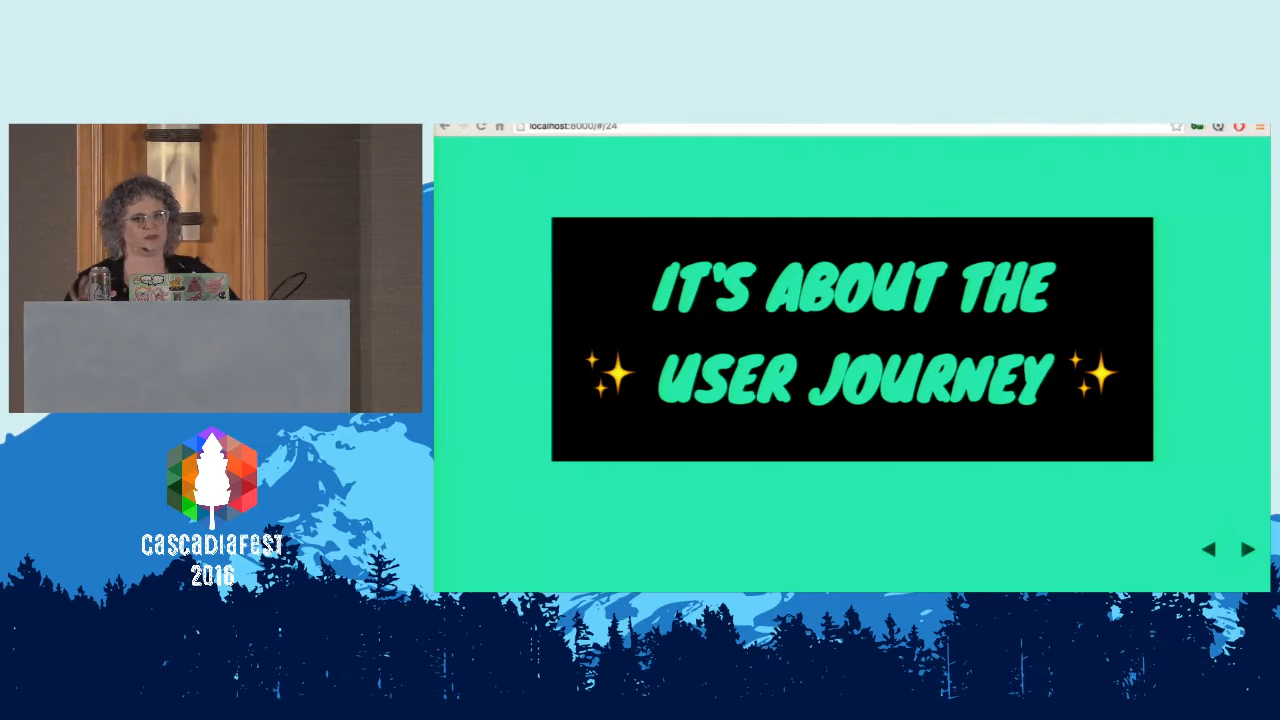 localhost:8000/#/24
IT'S ABOUT THE
✨ USER JOURNEY ✨
CASCADIAFEST
2016